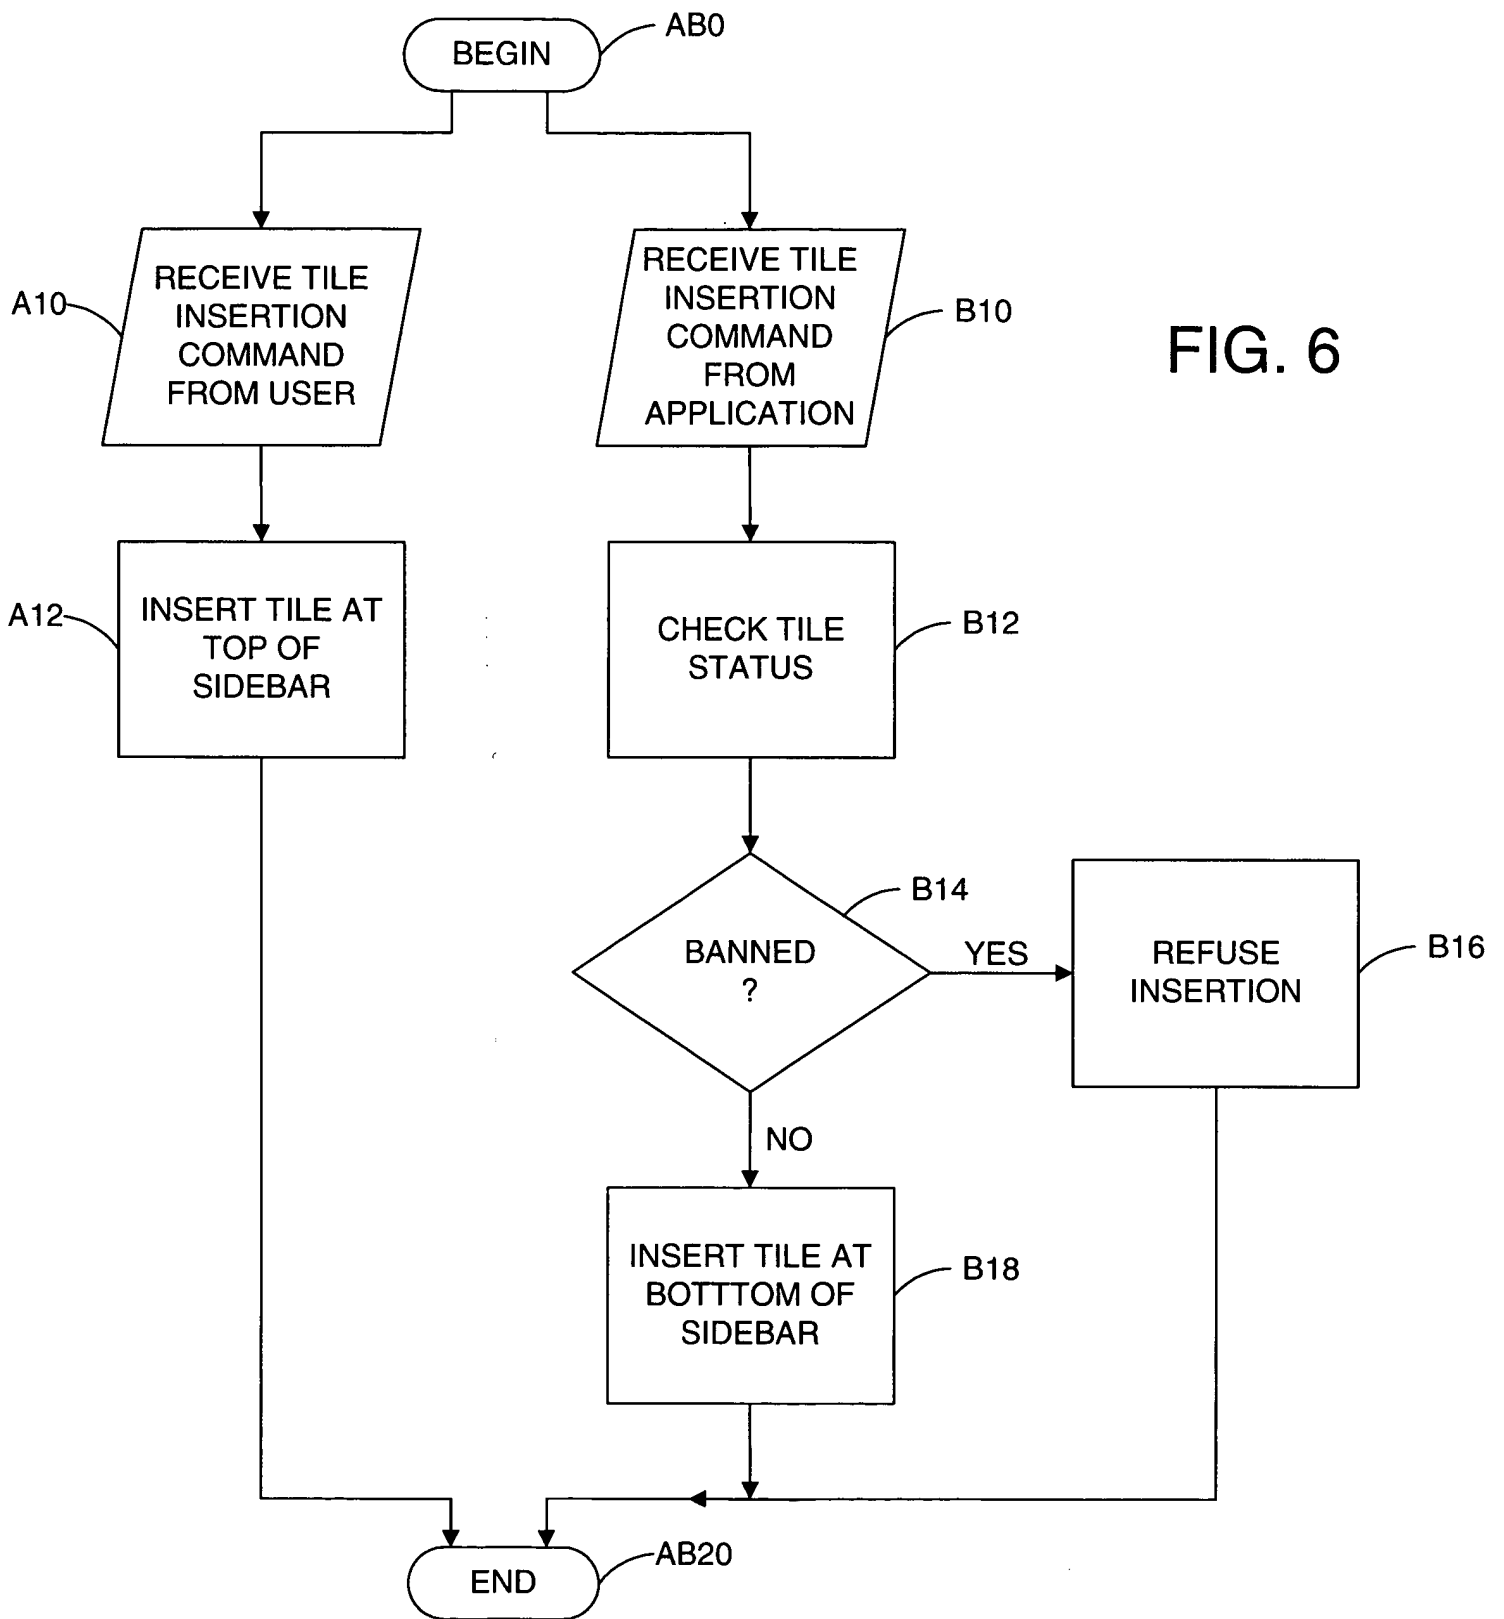 AB0
BEGIN
A10
RECEIVE TILE
INSERTION
COMMAND
FROM USER
RECEIVE TILE
INSERTION
COMMAND
FROM
APPLICATION
B10
FIG. 6
A12
INSERT TILE AT
TOP OF
SIDEBAR
CHECK TILE
STATUS
B12
BANNED
?
B14
YES
REFUSE
INSERTION
B16
NO
INSERT TILE AT
BOTTTOM OF
SIDEBAR
B18
END
AB20